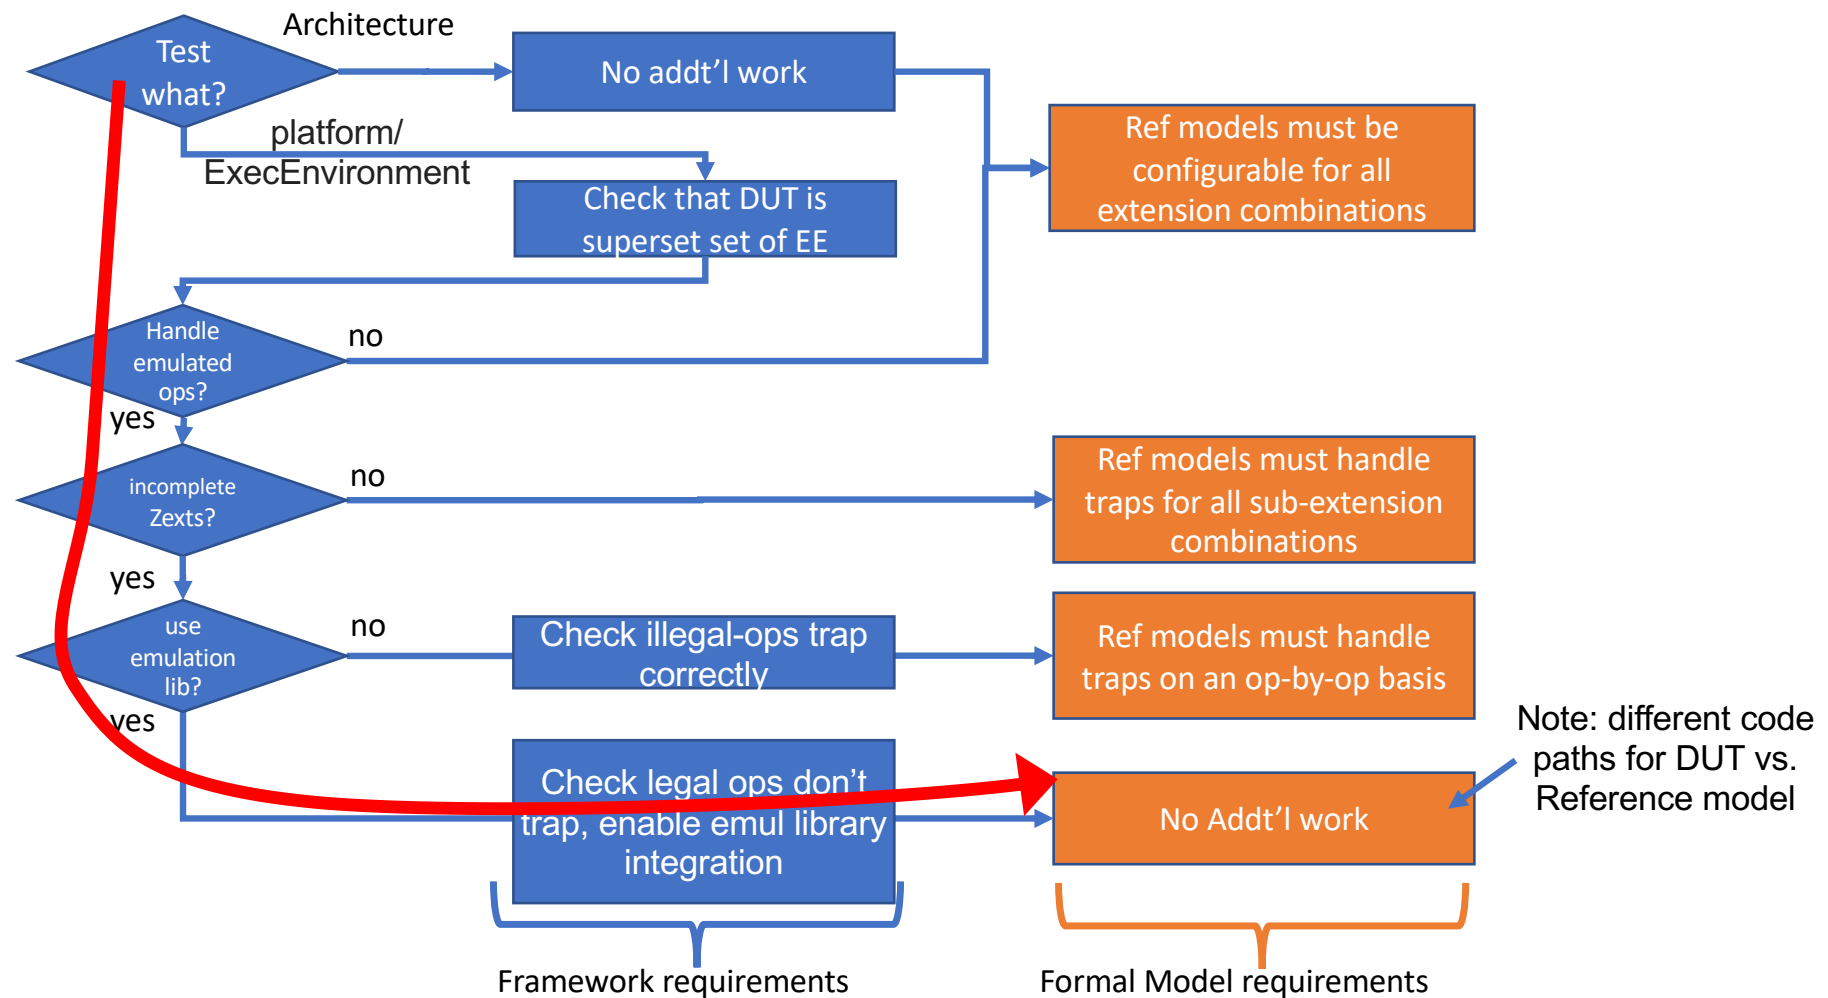 Architecture
Test
what?
No addt’l work
platform/
ExecEnvironment
Ref models must be
configurable for all
extension combinations
Check that DUT is
superset set of EE
Handle
emulated
ops?
no
yes
incomplete
Zexts?
no
Ref models must handle
traps for all sub-extension
combinations
yes
use
emulation
lib?
no
Check illegal-ops trap
correctly
Ref models must handle
traps on an op-by-op basis
yes
Check legal ops don’t
trap, enable emul library
integration
No Addt’l work
Note: different code
paths for DUT vs.
Reference model
Framework requirements
Formal Model requirements